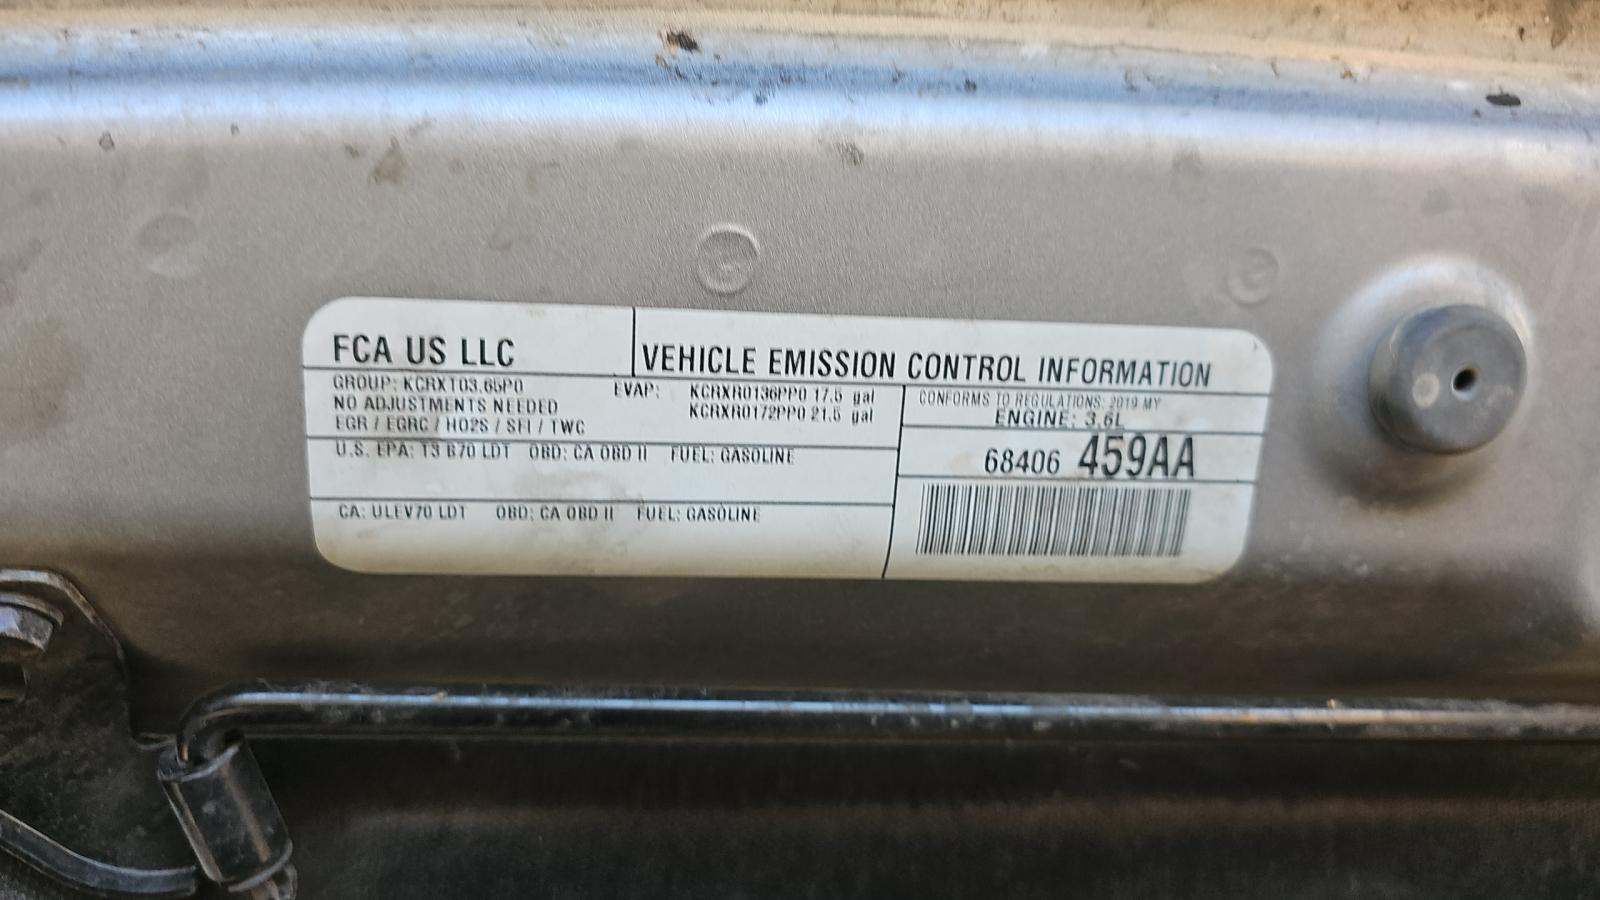 FCA US LLC
VEHICLE EMISSION CONTROL INFORMATION
GROUP: KCRXT03.65P0
NO ADJUSTMENTS NEEDED
EGR / EGRC / HO2S / SFI / TWC
EVAP: KCRXR0136PP0 17.5 gal
KCRXR0172PP0 21.5 gal
CONFORMS TO REGULATIONS: 2019 MY
ENGINE: 3.6L
U.S. EPA: T3 B70 LDT OBD: CA OBD II FUEL: GASOLINE
68406 459AA
CA: ULEV70 LDT OBD: CA OBD II FUEL: GASOLINE